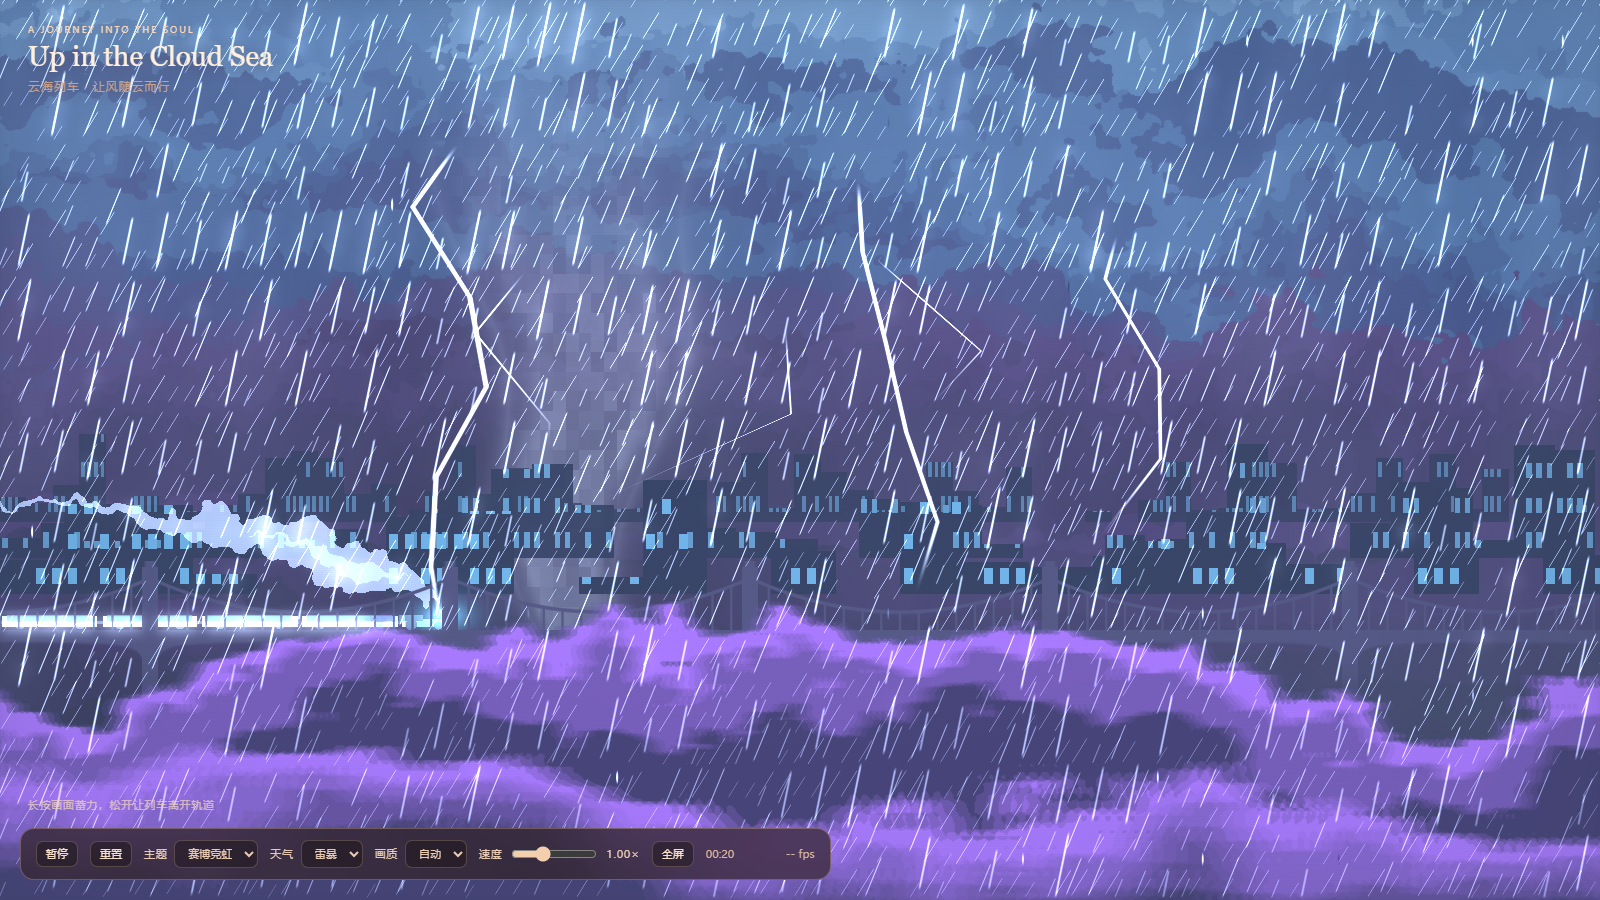 A JOURNEY INTO THE SOUL
Up in the Cloud Sea
云海列车 / 让风随云而行
长按画面蓄力，松开让列车离开轨道
暂停 重置 主题 赛博霓虹 天气 雷暴 画质 自动 速度 1.00× 全屏 00:20 -- fps